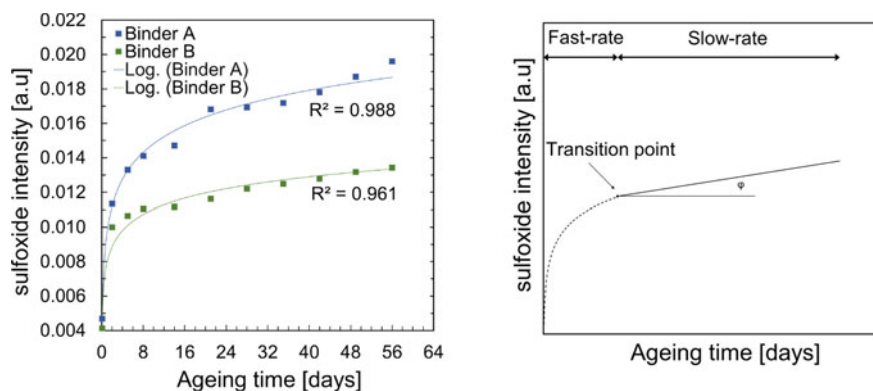 0.022
0.020
0.018
0.016
0.014
0.012
0.010
0.008
0.006
0.004
sulfoxide intensity [a.u]
Binder A
Binder B
Log. (Binder A)
Log. (Binder B)
R² = 0.988
R² = 0.961
0 8 16 24 32 40 48 56 64
Ageing time [days]
Fast-rate Slow-rate
Transition point
φ
sulfoxide intensity [a.u]
Ageing time [days]